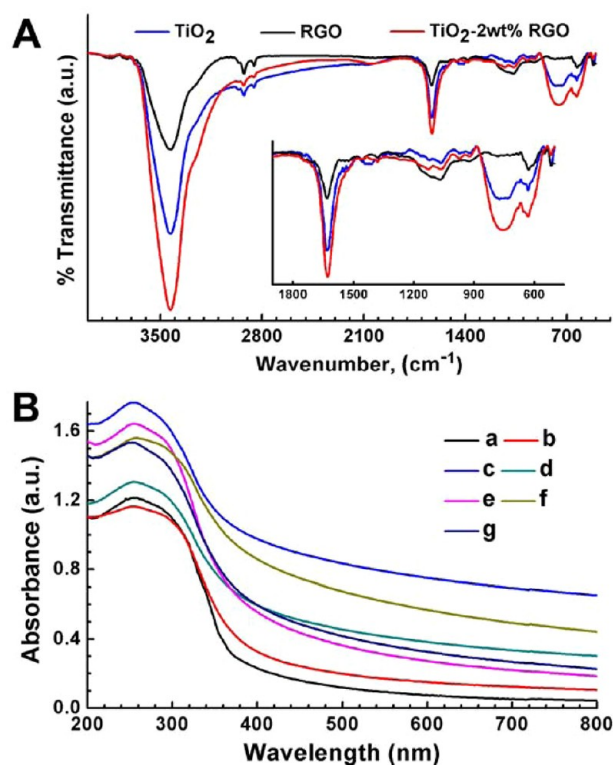 A
TiO2 RGO TiO2-2wt% RGO
% Transmittance (a.u.)
1800 1500 1200 900 600
3500 2800 2100 1400 700
Wavenumber, (cm-1)
B
a b
c d
e f
g
1.6
1.2
0.8
0.4
0.0
Absorbance (a.u.)
200 300 400 500 600 700 800
Wavelength (nm)